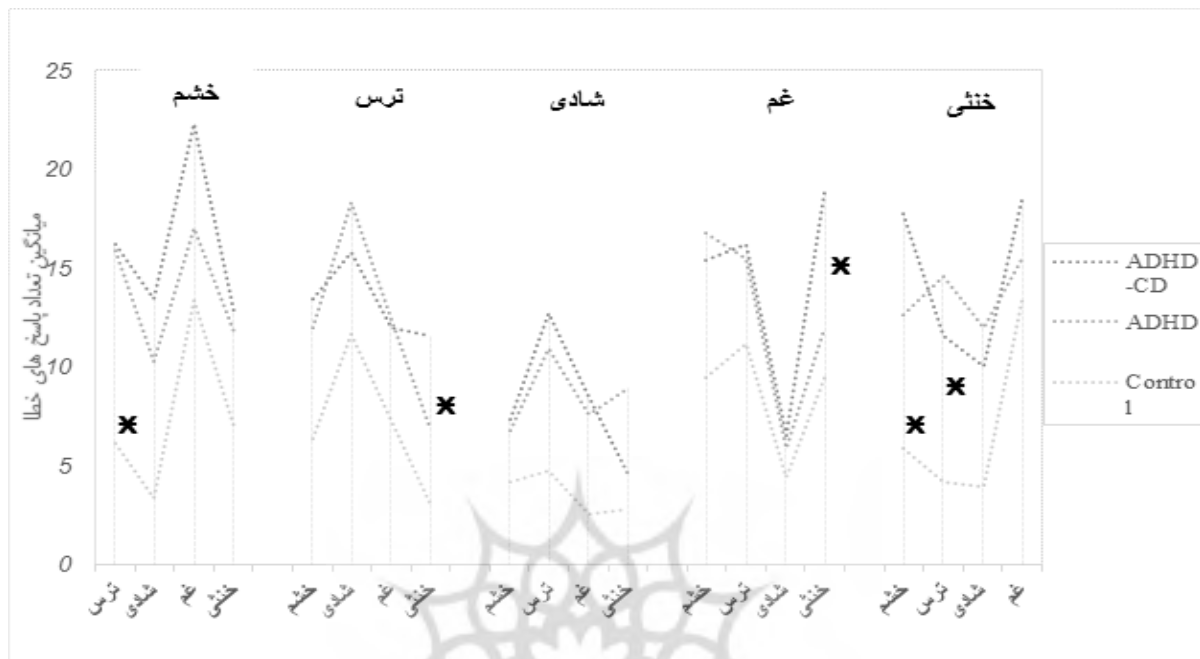 خشم
ترس
شادی
غم
خنثی
25
20
15
10
5
0
میانگین تعداد پاسخ های خطا
ترس
شادی
غم
خنثی
خشم
شادی
غم
خنثی
خشم
ترس
غم
خنثی
خشم
ترس
شادی
خنثی
خشم
ترس
شادی
غم
ADHD
-CD
ADHD
Contro
l